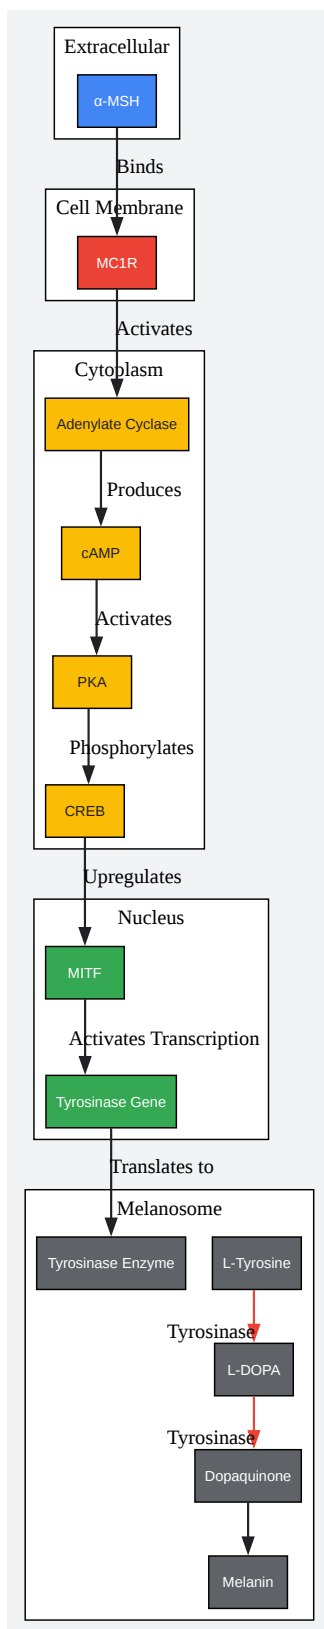 Extracellular
α-MSH
Binds
Cell Membrane
MC1R
Activates
Cytoplasm
Adenylate Cyclase
Produces
cAMP
Activates
PKA
Phosphorylates
CREB
Upregulates
Nucleus
MITF
Activates Transcription
Tyrosinase Gene
Translates to
Melanosome
Tyrosinase Enzyme
L-Tyrosine
Tyrosinase
L-DOPA
Tyrosinase
Dopaquinone
Melanin